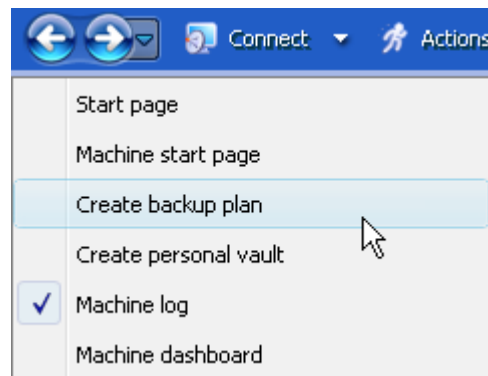 Connect Actions
Start page
Machine start page
Create backup plan
Create personal vault
Machine log
Machine dashboard